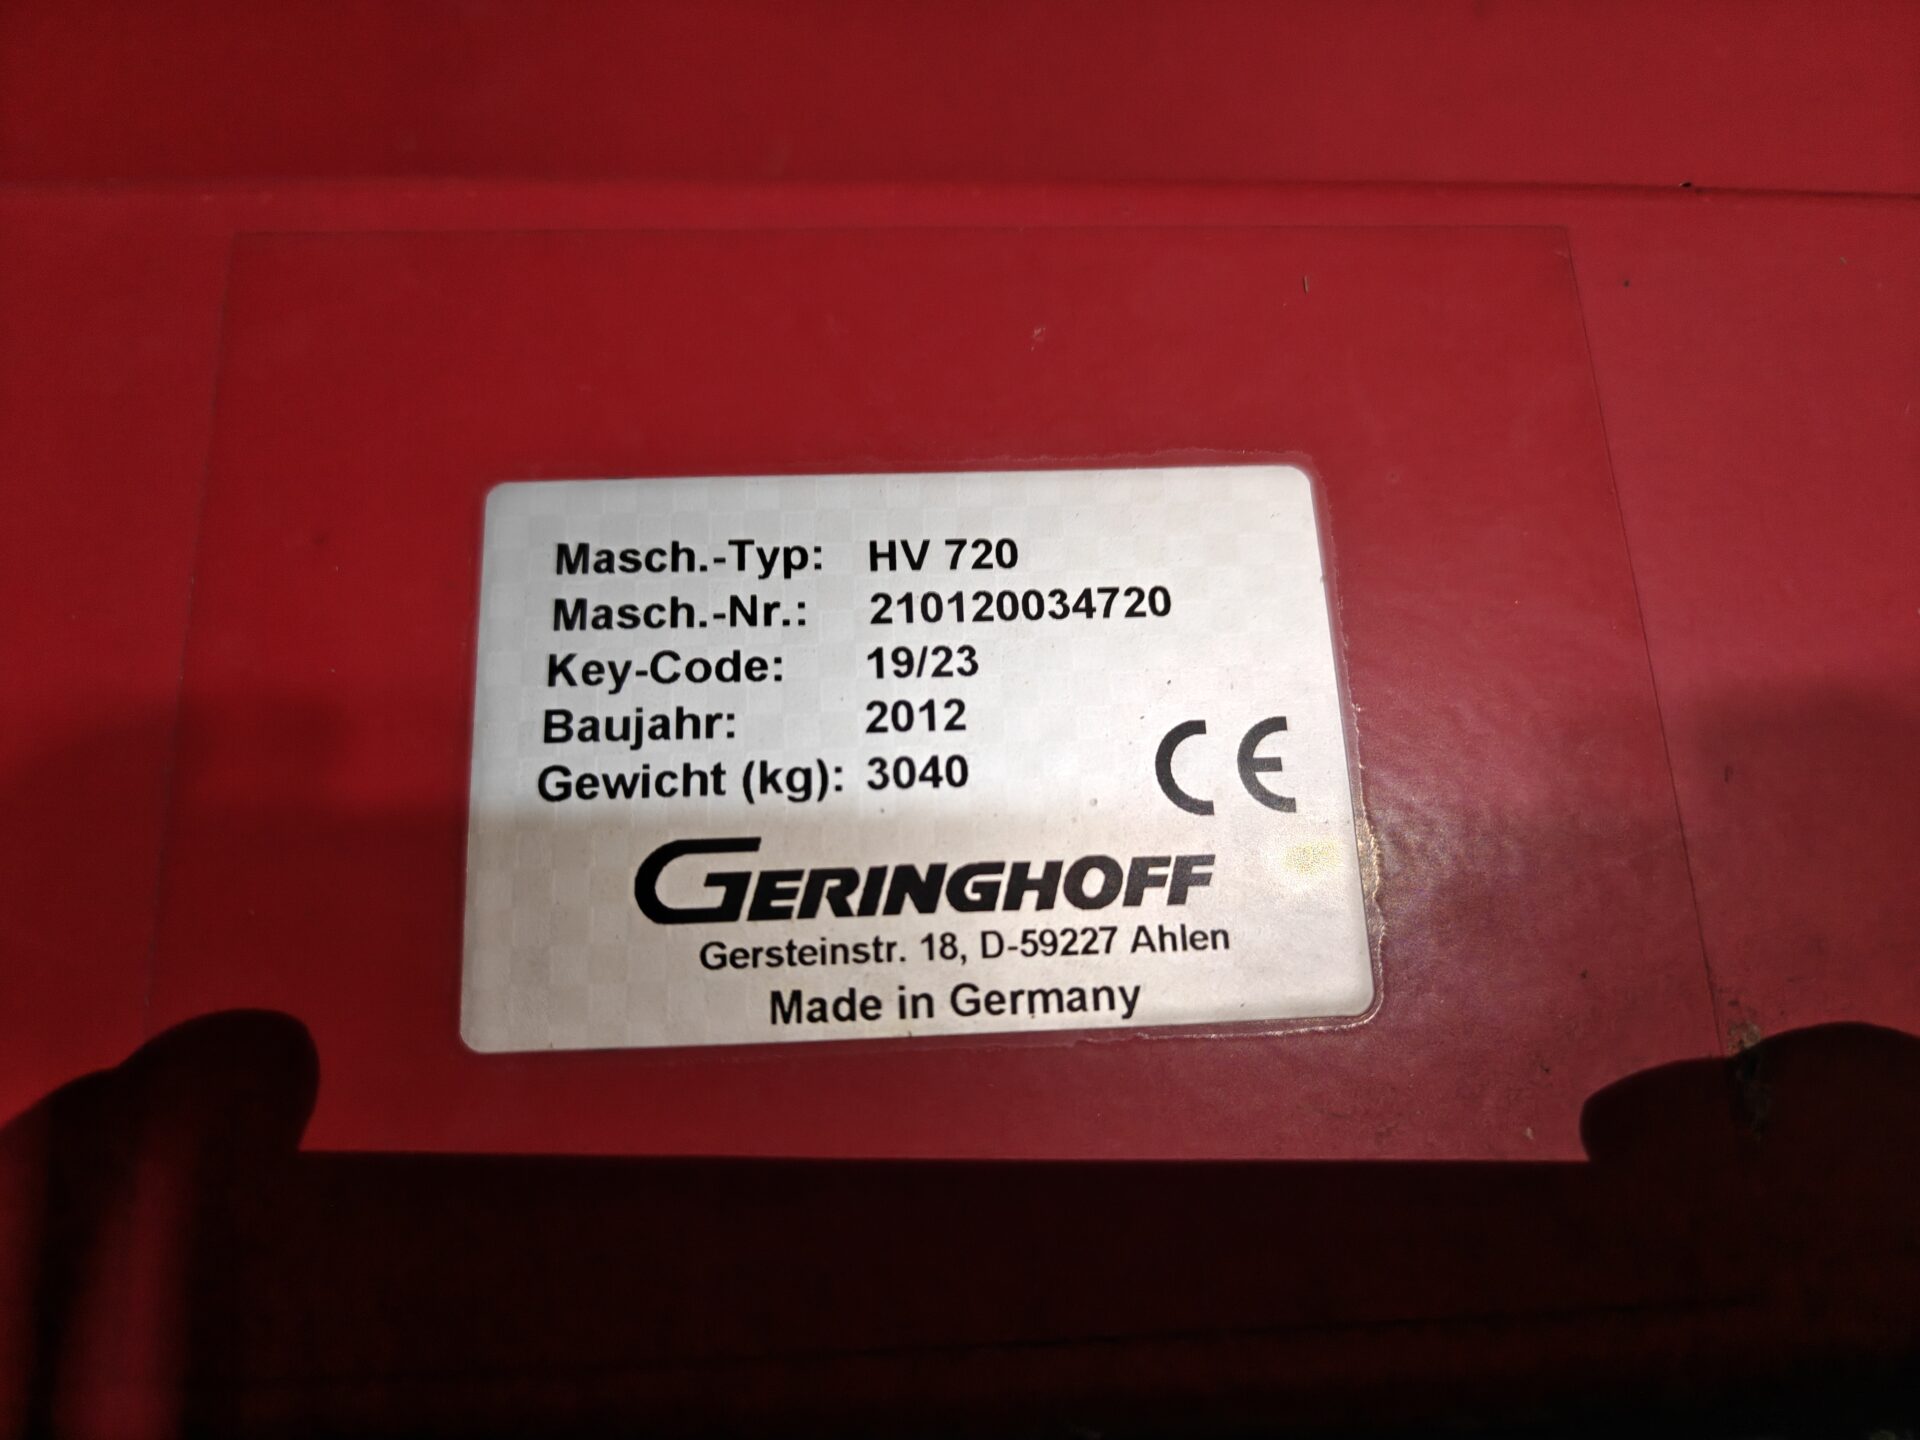 Masch.-Typ: HV 720
Masch.-Nr.: 210120034720
Key-Code: 19/23
Baujahr: 2012
Gewicht (kg): 3040
CE
GERINGHOFF
Gersteinstr. 18, D-59227 Ahlen
Made in Germany